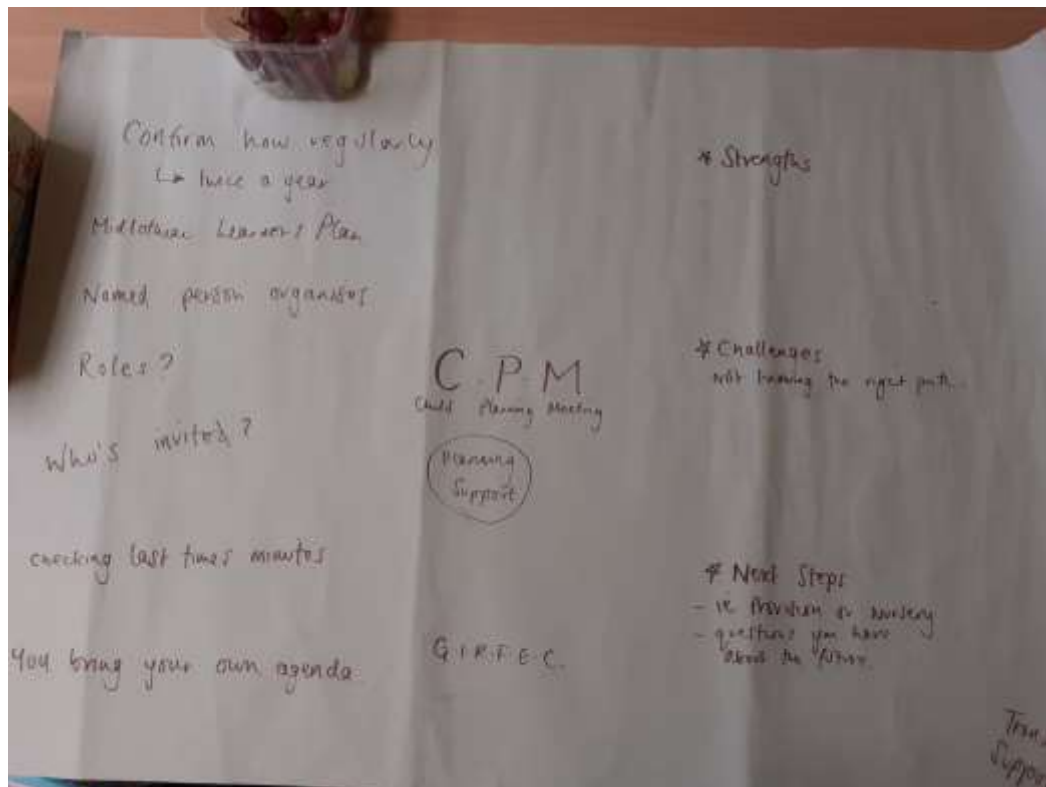 Confirm how regularly
↳ twice a year
Midlothian Learners Plan
Named person organises
Roles?
Who's invited?
checking last times minutes
You bring your own agenda
C.P.M
Child Planning Meeting
Planning
Support
G.I.R.F.E.C.
* Strengths
* Challenges
Not knowing the right path.
* Next Steps
- ie Provision or Nursery
- questions you have
about the future.
Suppor